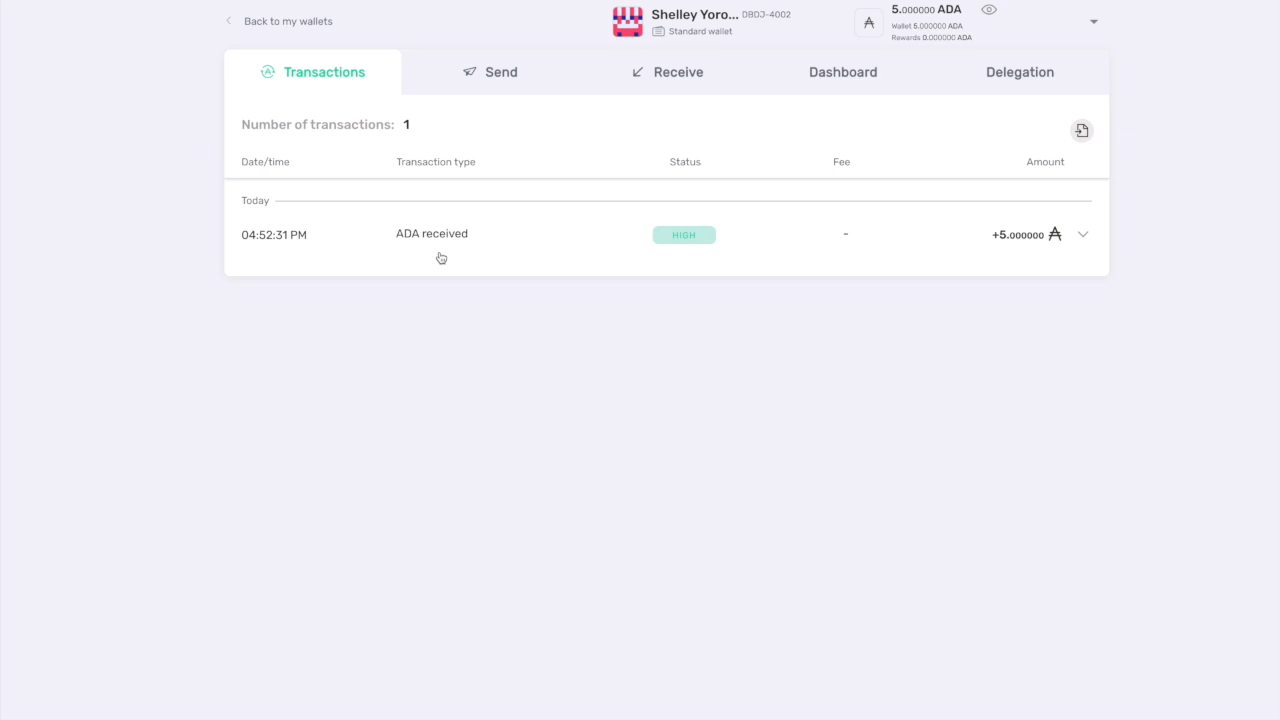 Back to my wallets
Shelley Yoro... DBDJ-4002
Standard wallet
5.000000 ADA
Wallet 5.000000 ADA
Rewards 0.000000 ADA
Transactions
Send
Receive
Dashboard
Delegation
Number of transactions: 1
Date/time
Transaction type
Status
Fee
Amount
Today
04:52:31 PM
ADA received
HIGH
-
+5.000000